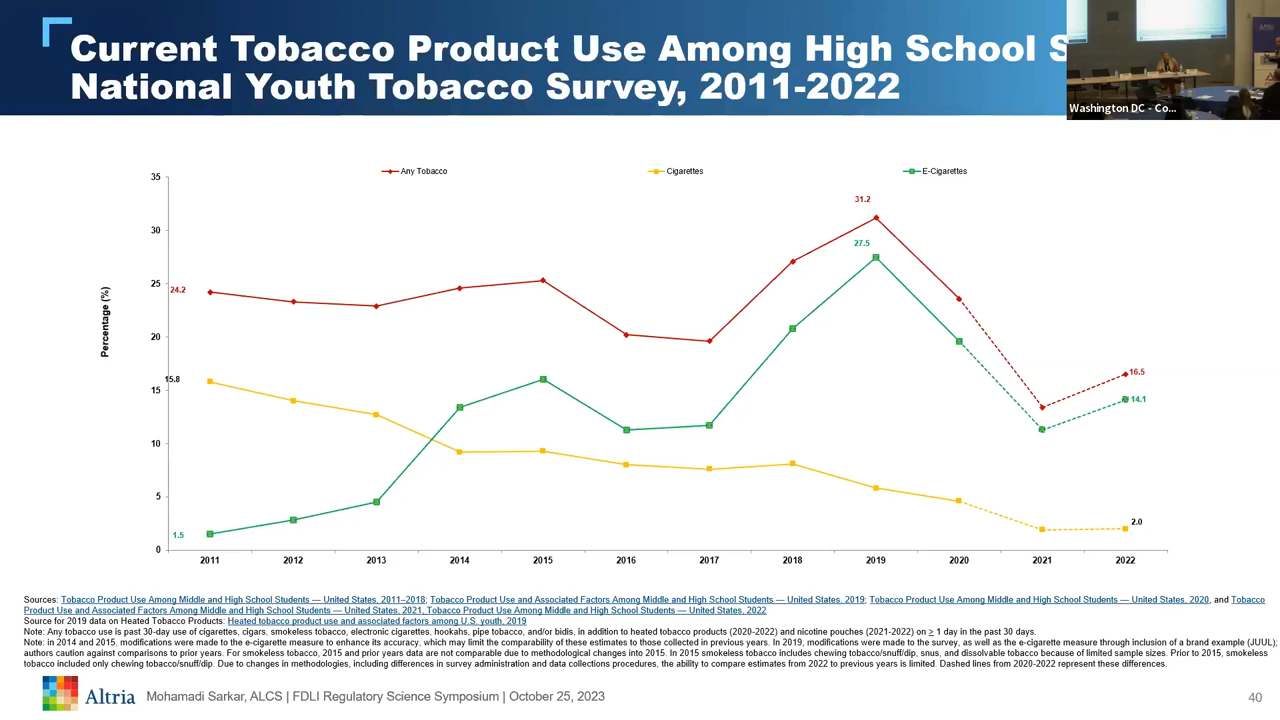 Current Tobacco Product Use Among High School S
National Youth Tobacco Survey, 2011-2022
Washington DC - Co...
Any Tobacco
Cigarettes
E-Cigarettes
Percentage (%)
35
30
25
20
15
10
5
0
24.2
15.8
1.5
31.2
27.5
16.5
14.1
2.0
2011 2012 2013 2014 2015 2016 2017 2018 2019 2020 2021 2022
Sources: Tobacco Product Use Among Middle and High School Students — United States, 2011–2018; Tobacco Product Use and Associated Factors Among Middle and High School Students — United States, 2019; Tobacco Product Use Among Middle and High School Students — United States, 2020, and Tobacco
Product Use and Associated Factors Among Middle and High School Students — United States, 2021, Tobacco Product Use Among Middle and High School Students — United States, 2022
Source for 2019 data on Heated Tobacco Products: Heated tobacco product use and associated factors among U.S. youth, 2019
Note: Any tobacco use is past 30-day use of cigarettes, cigars, smokeless tobacco, electronic cigarettes, hookahs, pipe tobacco, and/or bidis, in addition to heated tobacco products (2020-2022) and nicotine pouches (2021-2022) on ≥ 1 day in the past 30 days.
Note: in 2014 and 2015, modifications were made to the e-cigarette measure to enhance its accuracy, which may limit the comparability of these estimates to those collected in previous years. In 2019, modifications were made to the survey, as well as the e-cigarette measure through inclusion of a brand example (JUUL);
authors caution against comparisons to prior years. For smokeless tobacco, 2015 and prior years data are not comparable due to methodological changes into 2015. In 2015 smokeless tobacco includes chewing tobacco/snuff/dip, snus, and dissolvable tobacco because of limited sample sizes. Prior to 2015, smokeless
tobacco included only chewing tobacco/snuff/dip. Due to changes in methodologies, including differences in survey administration and data collections procedures, the ability to compare estimates from 2022 to previous years is limited. Dashed lines from 2020-2022 represent these differences.
Altria
Mohamadi Sarkar, ALCS | FDLI Regulatory Science Symposium | October 25, 2023
40